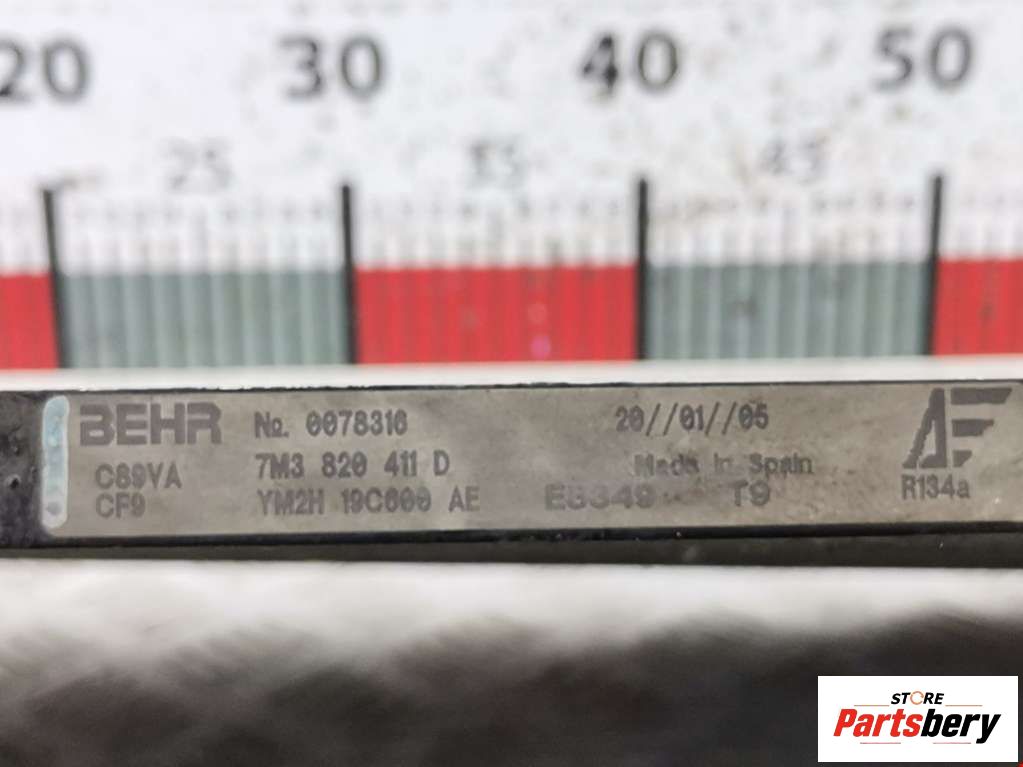 20 30 40 50
25 35 45
BEHR No. 0078316 20//01//05
C89VA 7M3 820 411 D Made in Spain
CF9 YM2H 19C600 AE E8349 T9 R134a
STORE
Partsbery